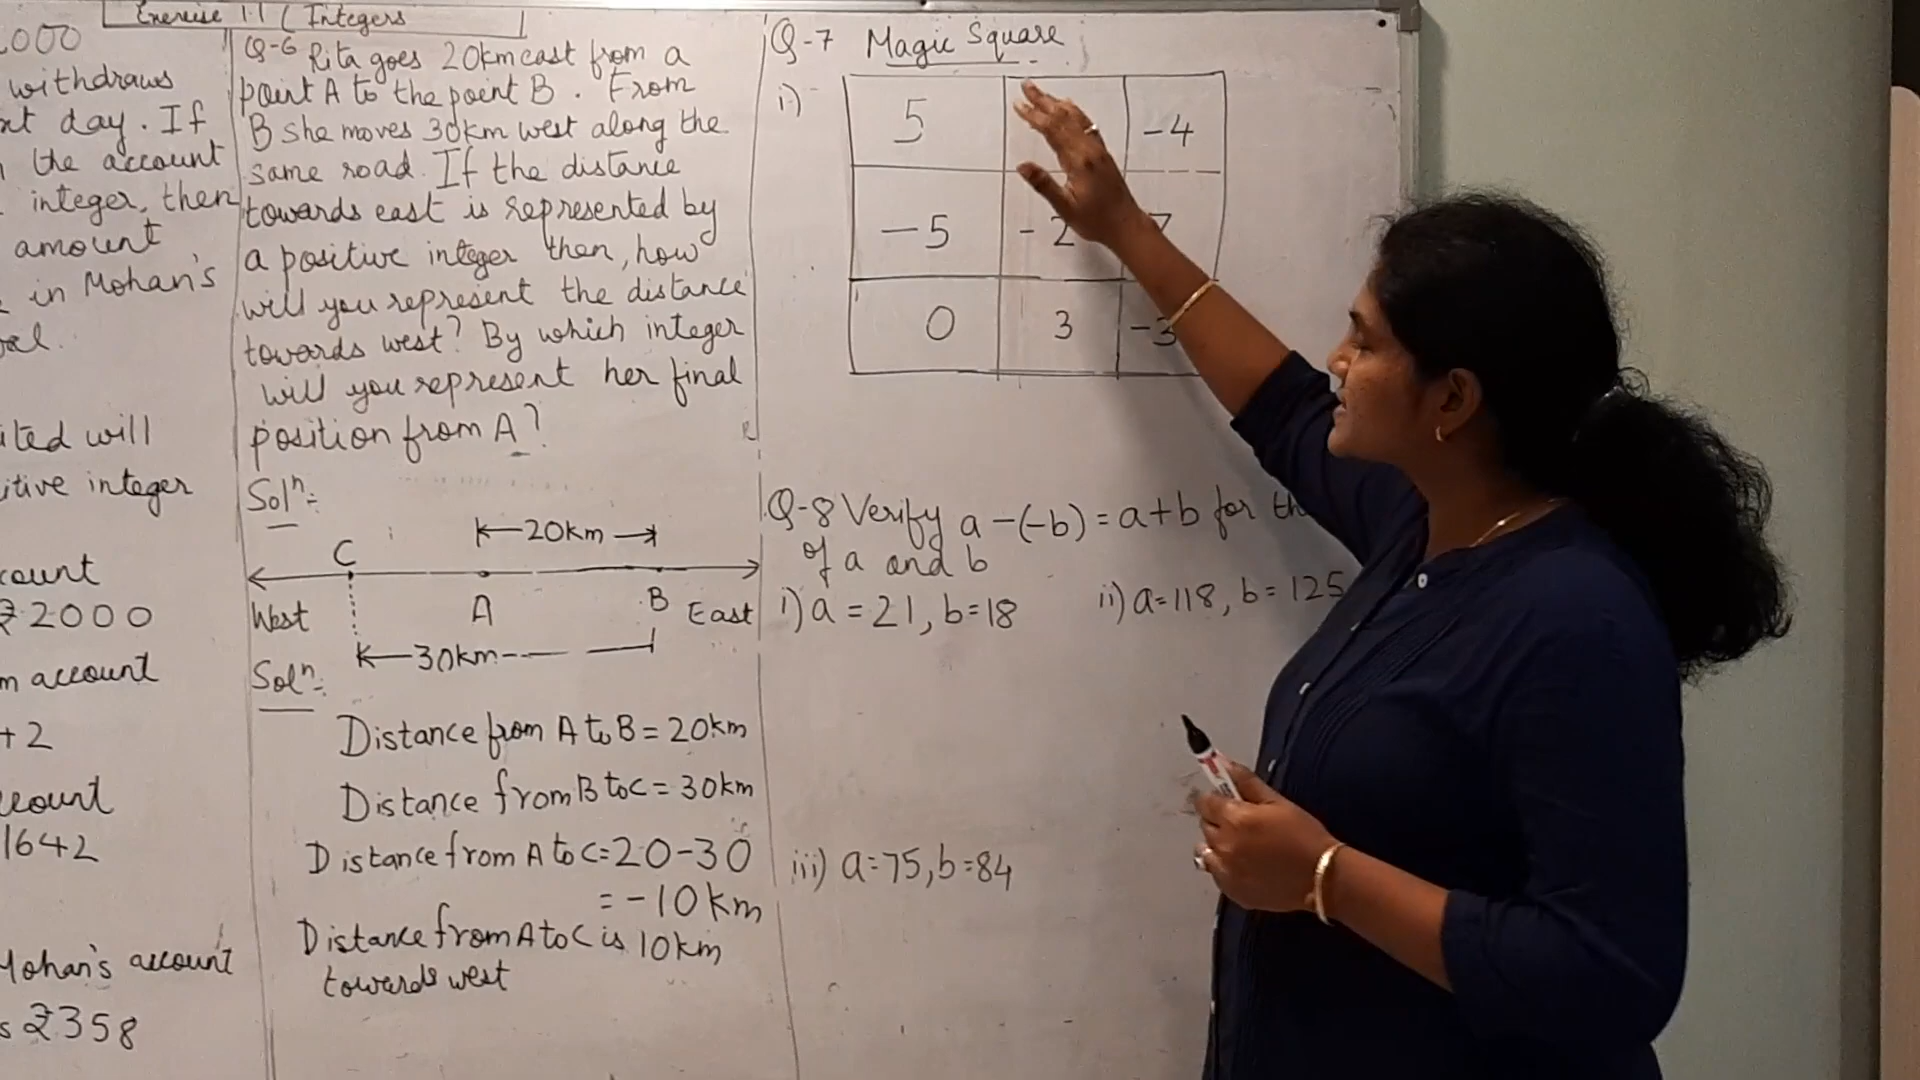 Exercise 1.1 ( Integers
000
withdraws
day. If
the account
integer, then
amount
in Mohan's
will
itive integer
count
₹2000
account
+2
count
1642
Mohan's account
₹358
Q-6 Rita goes 20km east from a
point A to the point B. From
B she moves 30km west along the
same road. If the distance
towards east is represented by
a positive integer then, how
will you represent the distance
towards west? By which integer
will you represent her final
position from A?
Solⁿ:-
20km
C
A
B
West
East
30km
Solⁿ:-
Distance from A to B = 20km
Distance from B to C = 30km
Distance from A to C = 20-30
= -10km
Distance from A to C is 10km
towards west
Q-7 Magic Square
i)
5 -4
-5 -2 7
0 3 -3
Q-8 Verify a-(-b)=a+b for
of a and b
i) a = 21, b=18 ii) a=118, b=125
iii) a=75, b=84